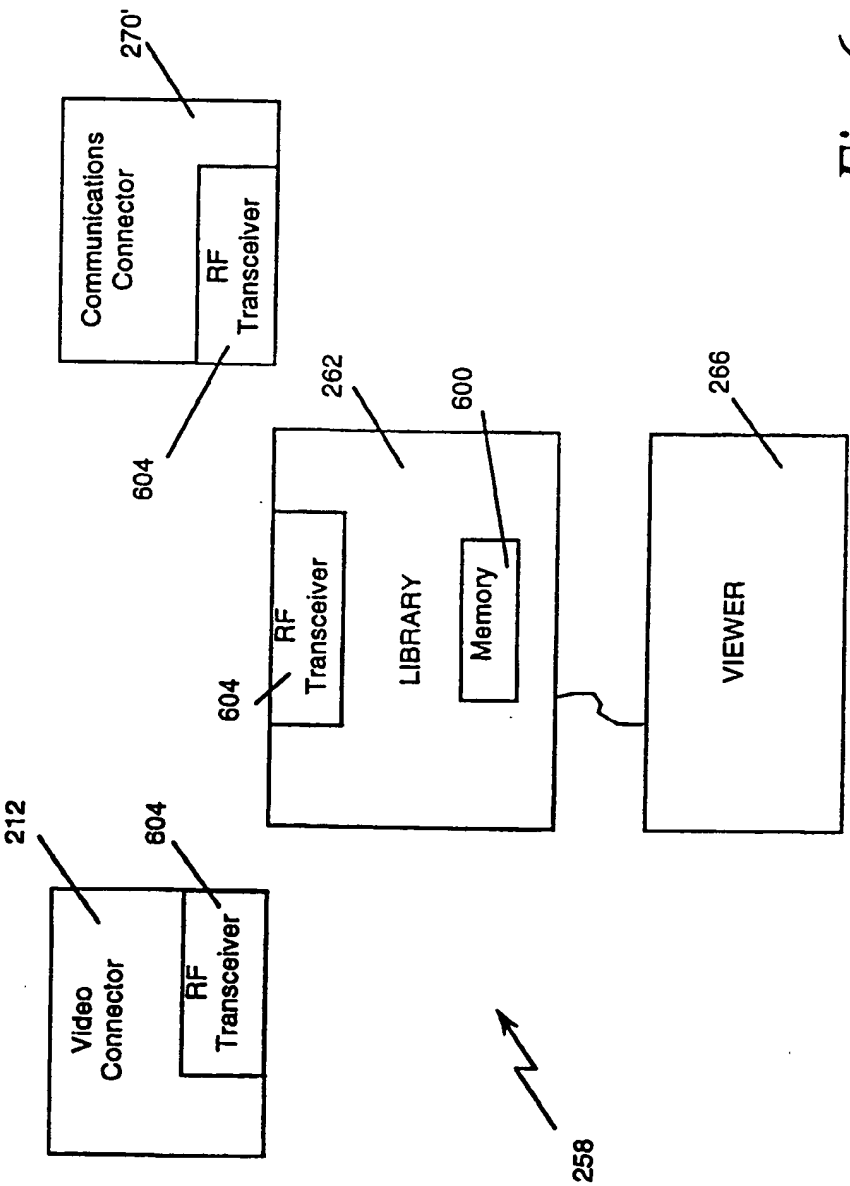 212
Video
Connector
604
RF
Transceiver
604
RF
Transceiver
LIBRARY
Memory
262
600
604
Communications
Connector
RF
Transceiver
270'
VIEWER
266
258